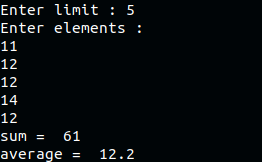 Enter limit : 5
Enter elements :
11
12
12
14
12
sum =  61
average =  12.2